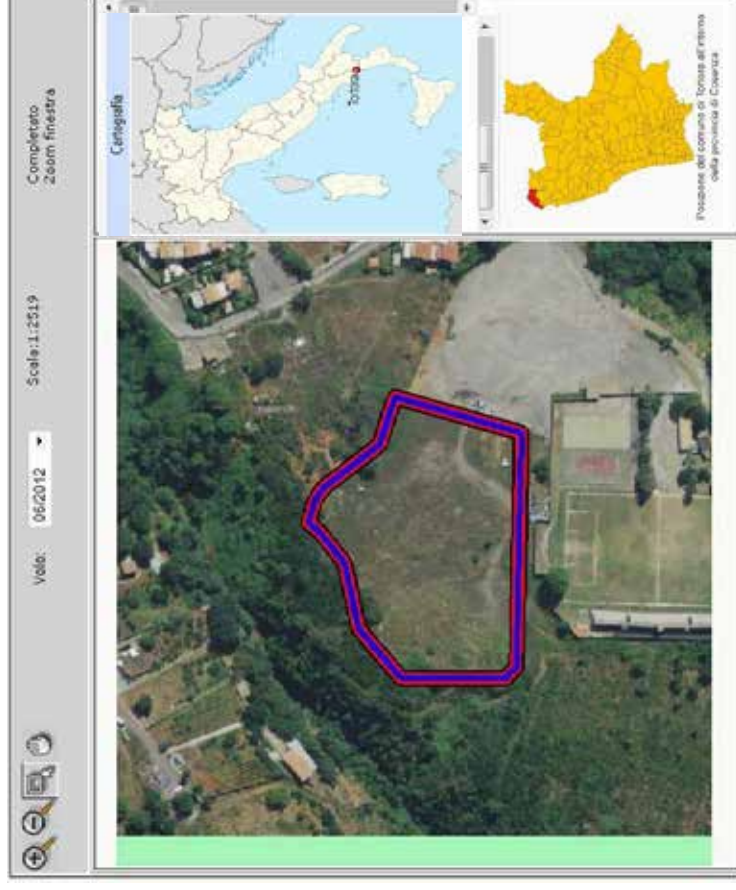 Volo: 06/2012 Scale:1:2519 Completato
Zoom finestra
Cartografia
Tortora
Posizione del comune di Tortora all'interno
della provincia di Cosenza